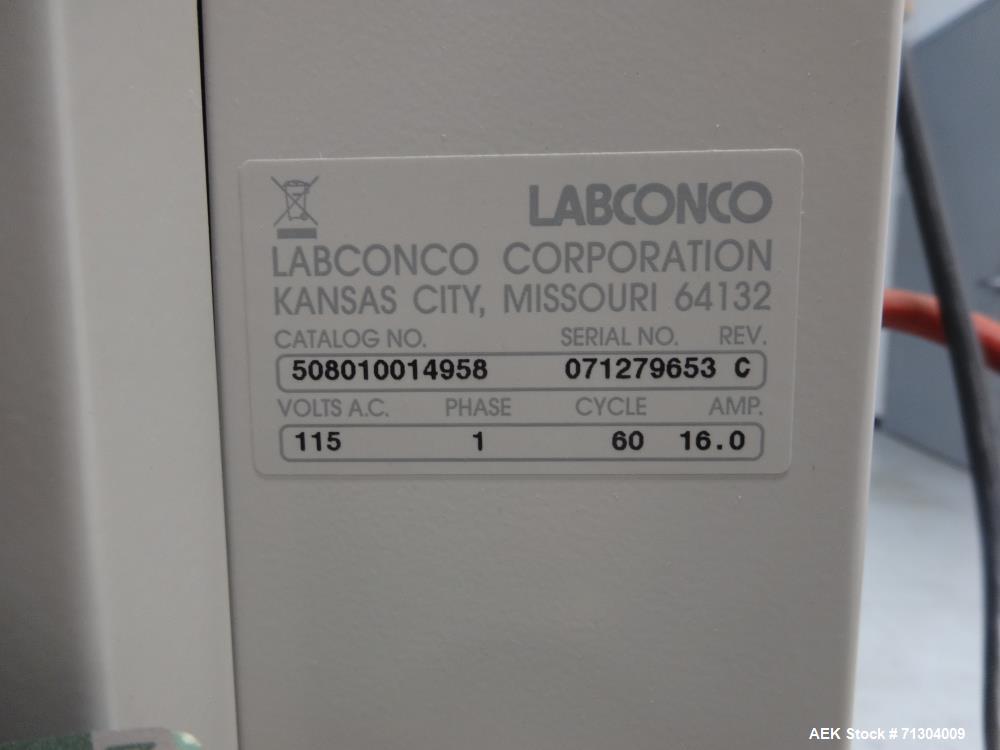 LABCONCO
LABCONCO CORPORATION
KANSAS CITY, MISSOURI 64132
CATALOG NO. SERIAL NO. REV.
508010014958 071279653 C
VOLTS A.C. PHASE CYCLE AMP.
115 1 60 16.0
AEK Stock # 71304009